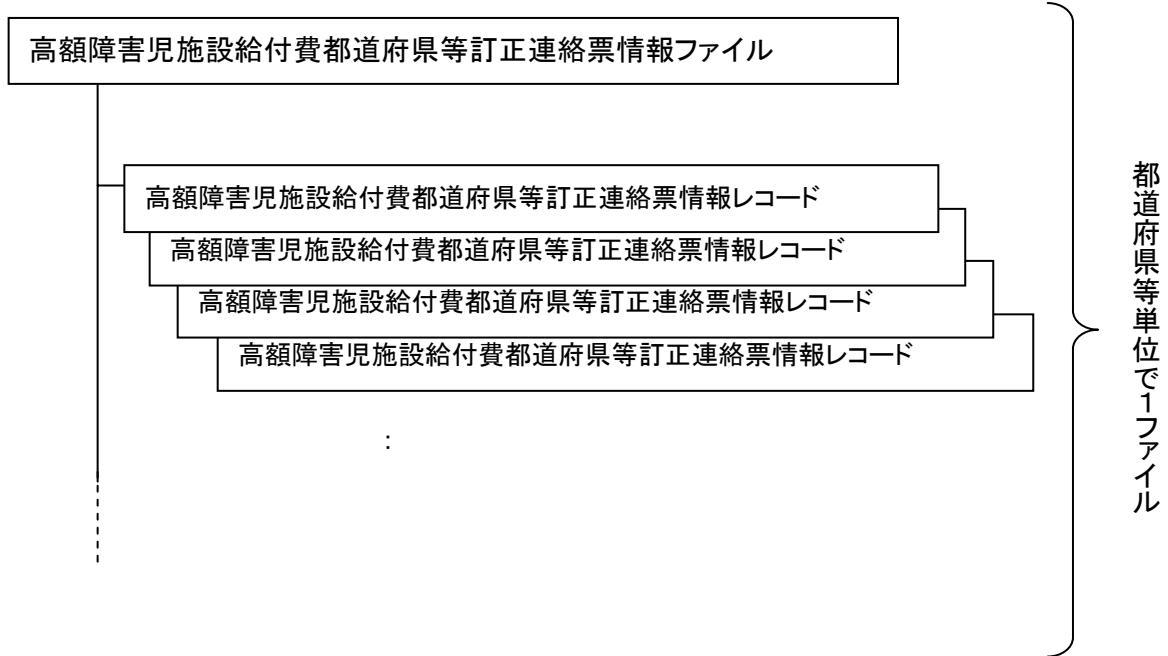 高額障害児施設給付費都道府県等訂正連絡票情報ファイル
高額障害児施設給付費都道府県等訂正連絡票情報レコード
高額障害児施設給付費都道府県等訂正連絡票情報レコード
高額障害児施設給付費都道府県等訂正連絡票情報レコード
高額障害児施設給付費都道府県等訂正連絡票情報レコード
:
都道府県等単位で1ファイル